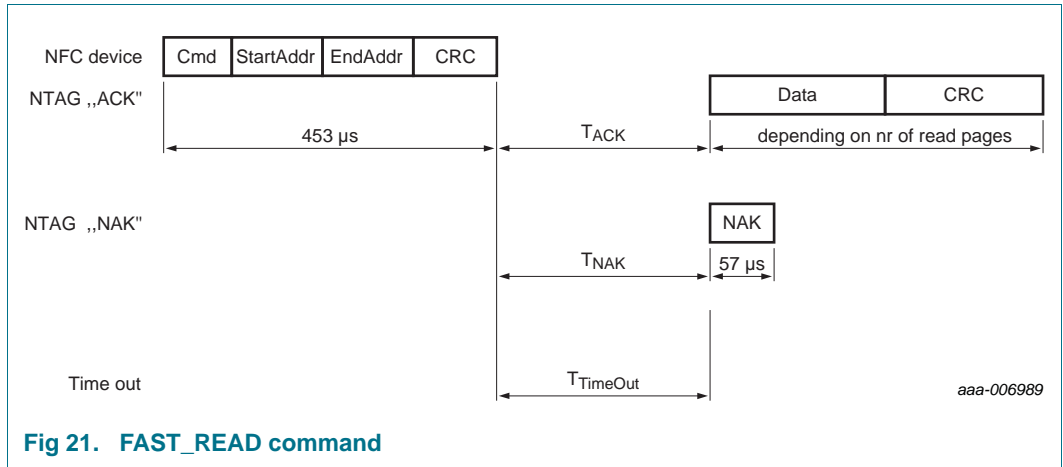 NFC device Cmd StartAddr EndAddr CRC
NTAG ,,ACK" Data CRC
453 µs TACK depending on nr of read pages
NTAG ,,NAK" NAK
TNAK 57 µs
Time out TTimeOut aaa-006989
Fig 21. FAST_READ command